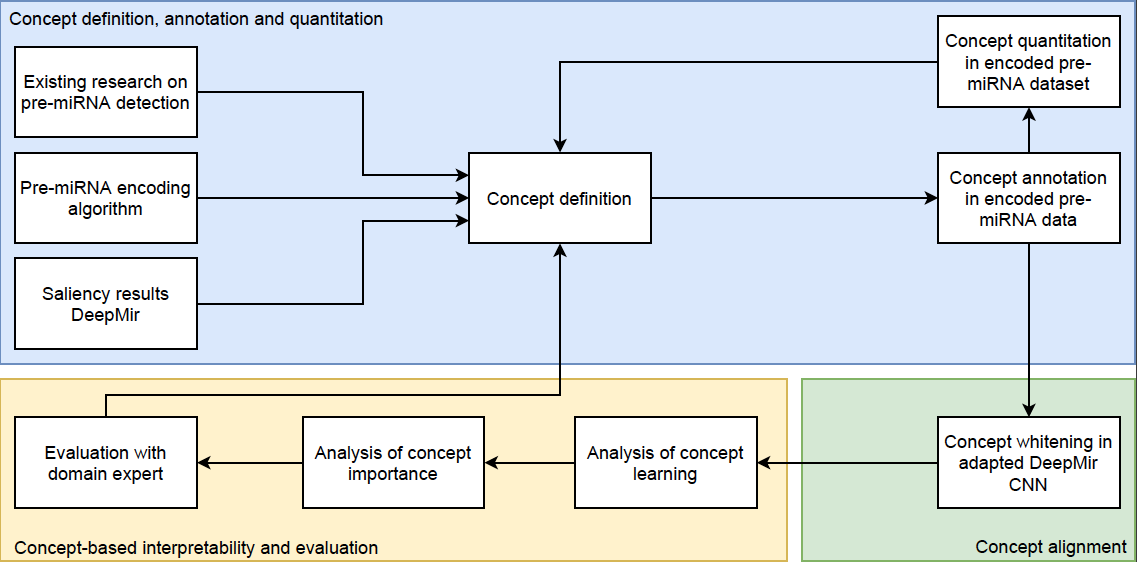 Concept definition, annotation and quantitation
Existing research on
pre-miRNA detection
Pre-miRNA encoding
algorithm
Saliency results
DeepMir
Concept definition
Concept quantitation
in encoded pre-
miRNA dataset
Concept annotation
in encoded pre-
miRNA data
Evaluation with
domain expert
Analysis of concept
importance
Analysis of concept
learning
Concept whitening in
adapted DeepMir
CNN
Concept-based interpretability and evaluation
Concept alignment